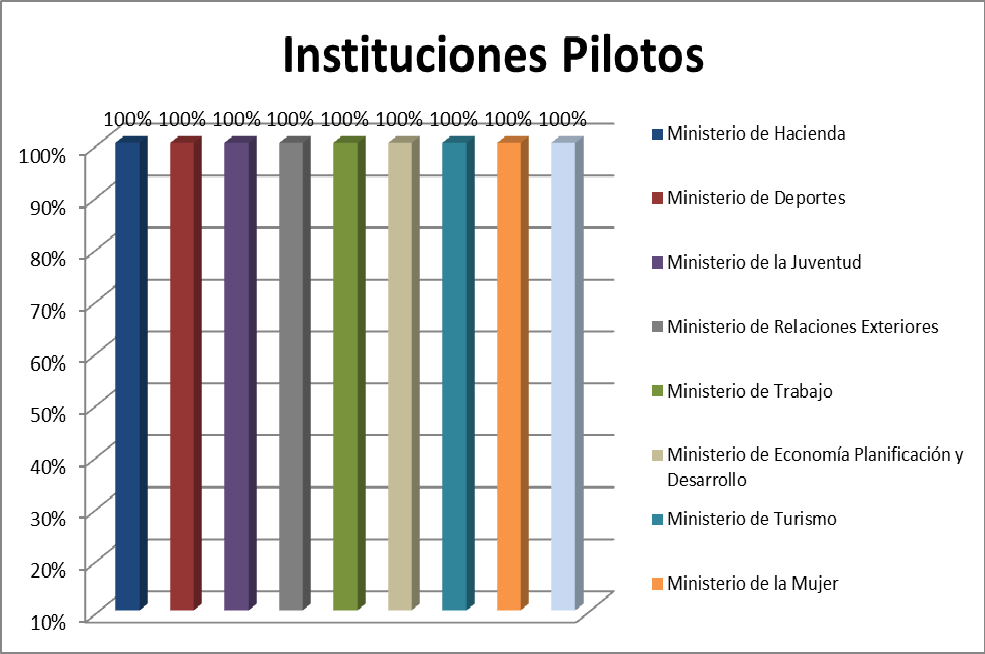 Instituciones Pilotos
100% 100% 100% 100% 100% 100% 100% 100% 100%
100%
90%
80%
70%
60%
50%
40%
30%
20%
10%
Ministerio de Hacienda
Ministerio de Deportes
Ministerio de la Juventud
Ministerio de Relaciones Exteriores
Ministerio de Trabajo
Ministerio de Economía Planificación y
Desarrollo
Ministerio de Turismo
Ministerio de la Mujer